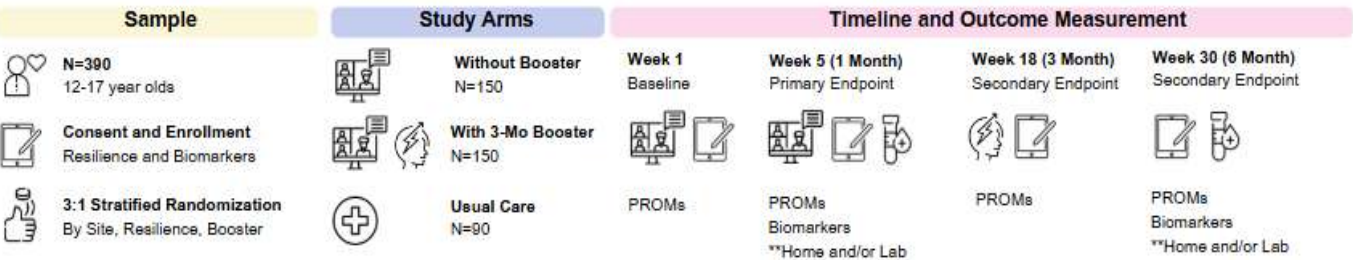 Sample
Study Arms
Timeline and Outcome Measurement
N=390
12-17 year olds
Consent and Enrollment
Resilience and Biomarkers
3:1 Stratified Randomization
By Site, Resilience, Booster
Without Booster
N=150
With 3-Mo Booster
N=150
Usual Care
N=90
Week 1
Baseline
PROMs
Week 5 (1 Month)
Primary Endpoint
PROMs
Biomarkers
**Home and/or Lab
Week 18 (3 Month)
Secondary Endpoint
PROMs
Week 30 (6 Month)
Secondary Endpoint
PROMs
Biomarkers
**Home and/or Lab